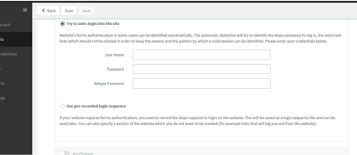 Back Scan Save
Try to auto-login into the site
Website's forms authentication in some cases can be identified automatically. The automatic detection will try to identify the steps necessary to log in, the restricted
links which should not be clicked in order to keep the session and the pattern by which a valid session can be identified. Please enter your credentials below.
User Name
Password
Retype Password
Use pre-recorded login sequence
If your website requires forms authentication, you need to record the steps required to login on the website. This will be saved as a login sequence file and can be
used later. You can also specify a section of the website which you do not want to be crawled (for example links that will log you out from the website).